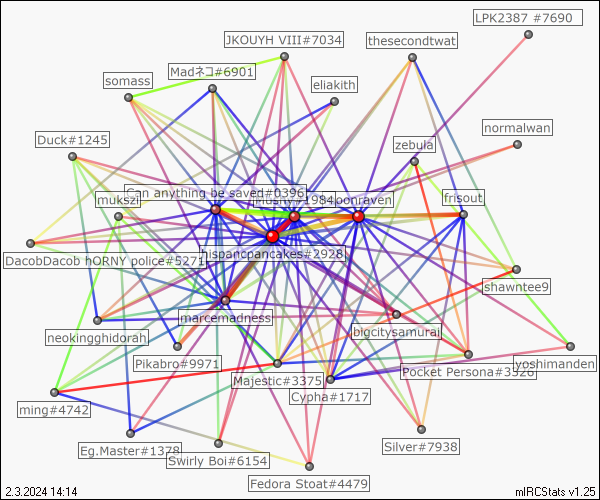 LPK2387 #7690
JKOUYH VIII#7034
thesecondtwat
Madネコ#6901
somass
eliakith
normalwan
Duck#1245
zebula
Can anything be saved#0396
#1984
oonraven
mukszi
frisout
DacobDacob hORNY police#5271
hispancpancakes#2928
shawntee9
marcemadness
bigcitysamurai
neokingghidorah
Pikabro#9971
Majestic#3375
Pocket Persona#3526
yoshimanden
Cypha#1717
ming#4742
Eg.Master#1378
Swirly Boi#6154
Silver#7938
Fedora Stoat#4479
2.3.2024 14:14
mIRCStats v1.25